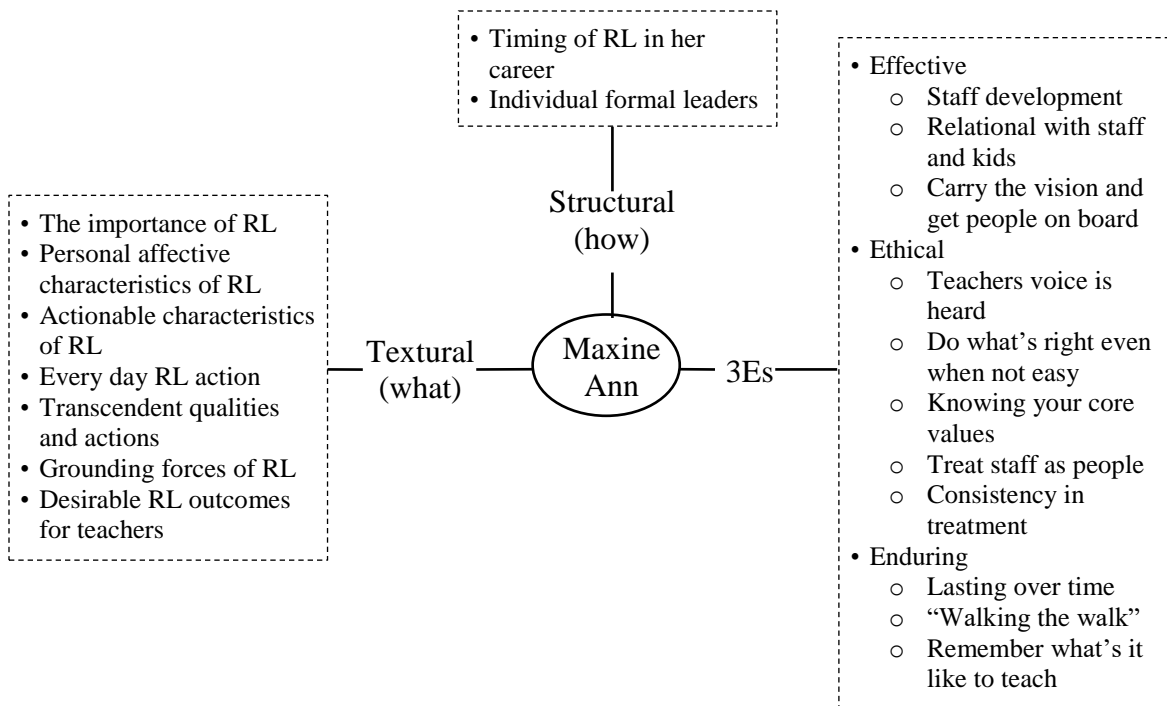 • Timing of RL in her
career
• Individual formal leaders
Structural
(how)
• The importance of RL
• Personal affective
characteristics of RL
• Actionable characteristics
of RL
• Every day RL action
• Transcendent qualities
and actions
• Grounding forces of RL
• Desirable RL outcomes
for teachers
Textural
(what)
Maxine
Ann
3Es
• Effective
o Staff development
o Relational with staff
and kids
o Carry the vision and
get people on board
• Ethical
o Teachers voice is
heard
o Do what’s right even
when not easy
o Knowing your core
values
o Treat staff as people
o Consistency in
treatment
• Enduring
o Lasting over time
o “Walking the walk”
o Remember what’s it
like to teach